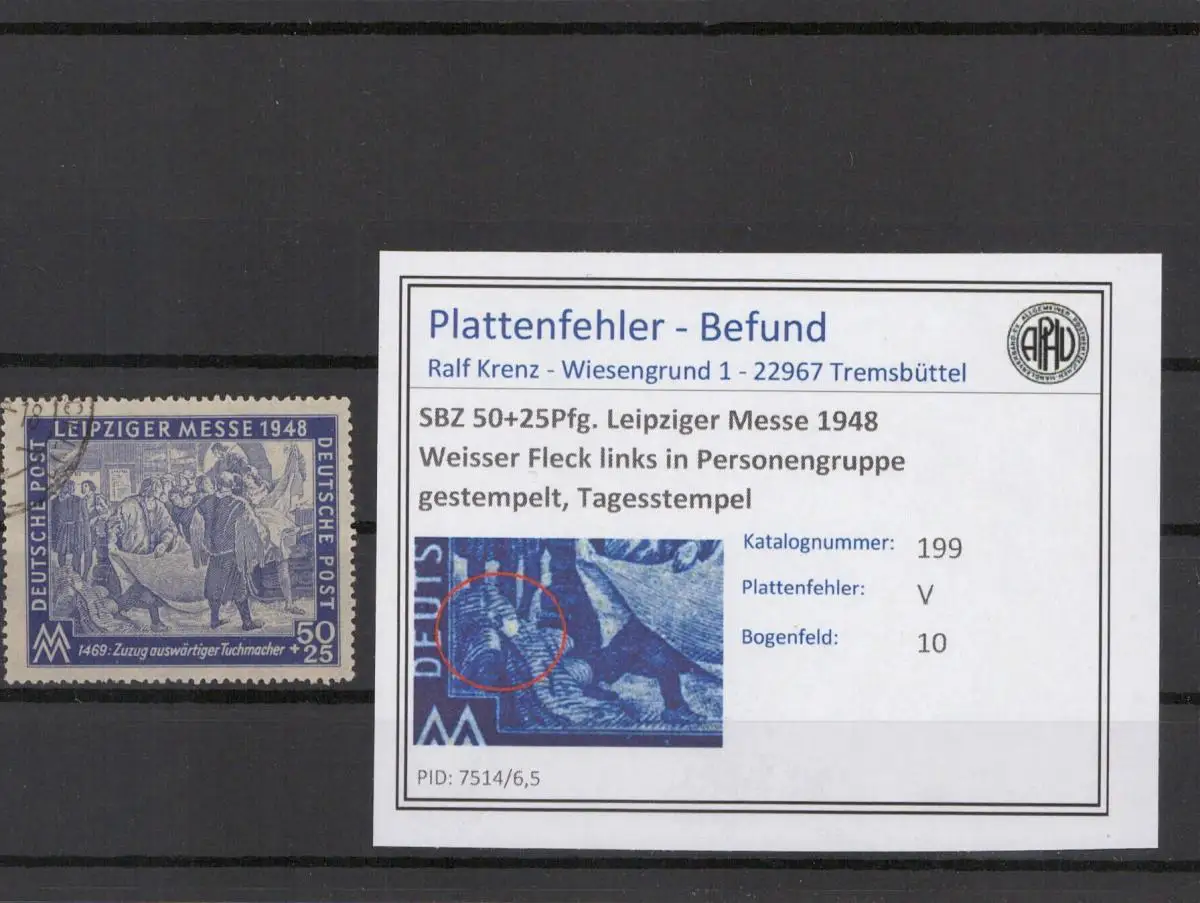 LEIPZIGER MESSE 1948
DEUTSCHE POST
DEUTSCHE POST
1469: Zuzug auswärtiger Tuchmacher
50
+25
Plattenfehler - Befund
Ralf Krenz - Wiesengrund 1 - 22967 Tremsbüttel
APHV
SBZ 50+25Pfg. Leipziger Messe 1948
Weisser Fleck links in Personengruppe
gestempelt, Tagesstempel
DEUTS
Katalognummer: 199
Plattenfehler: V
Bogenfeld: 10
PID: 7514/6,5